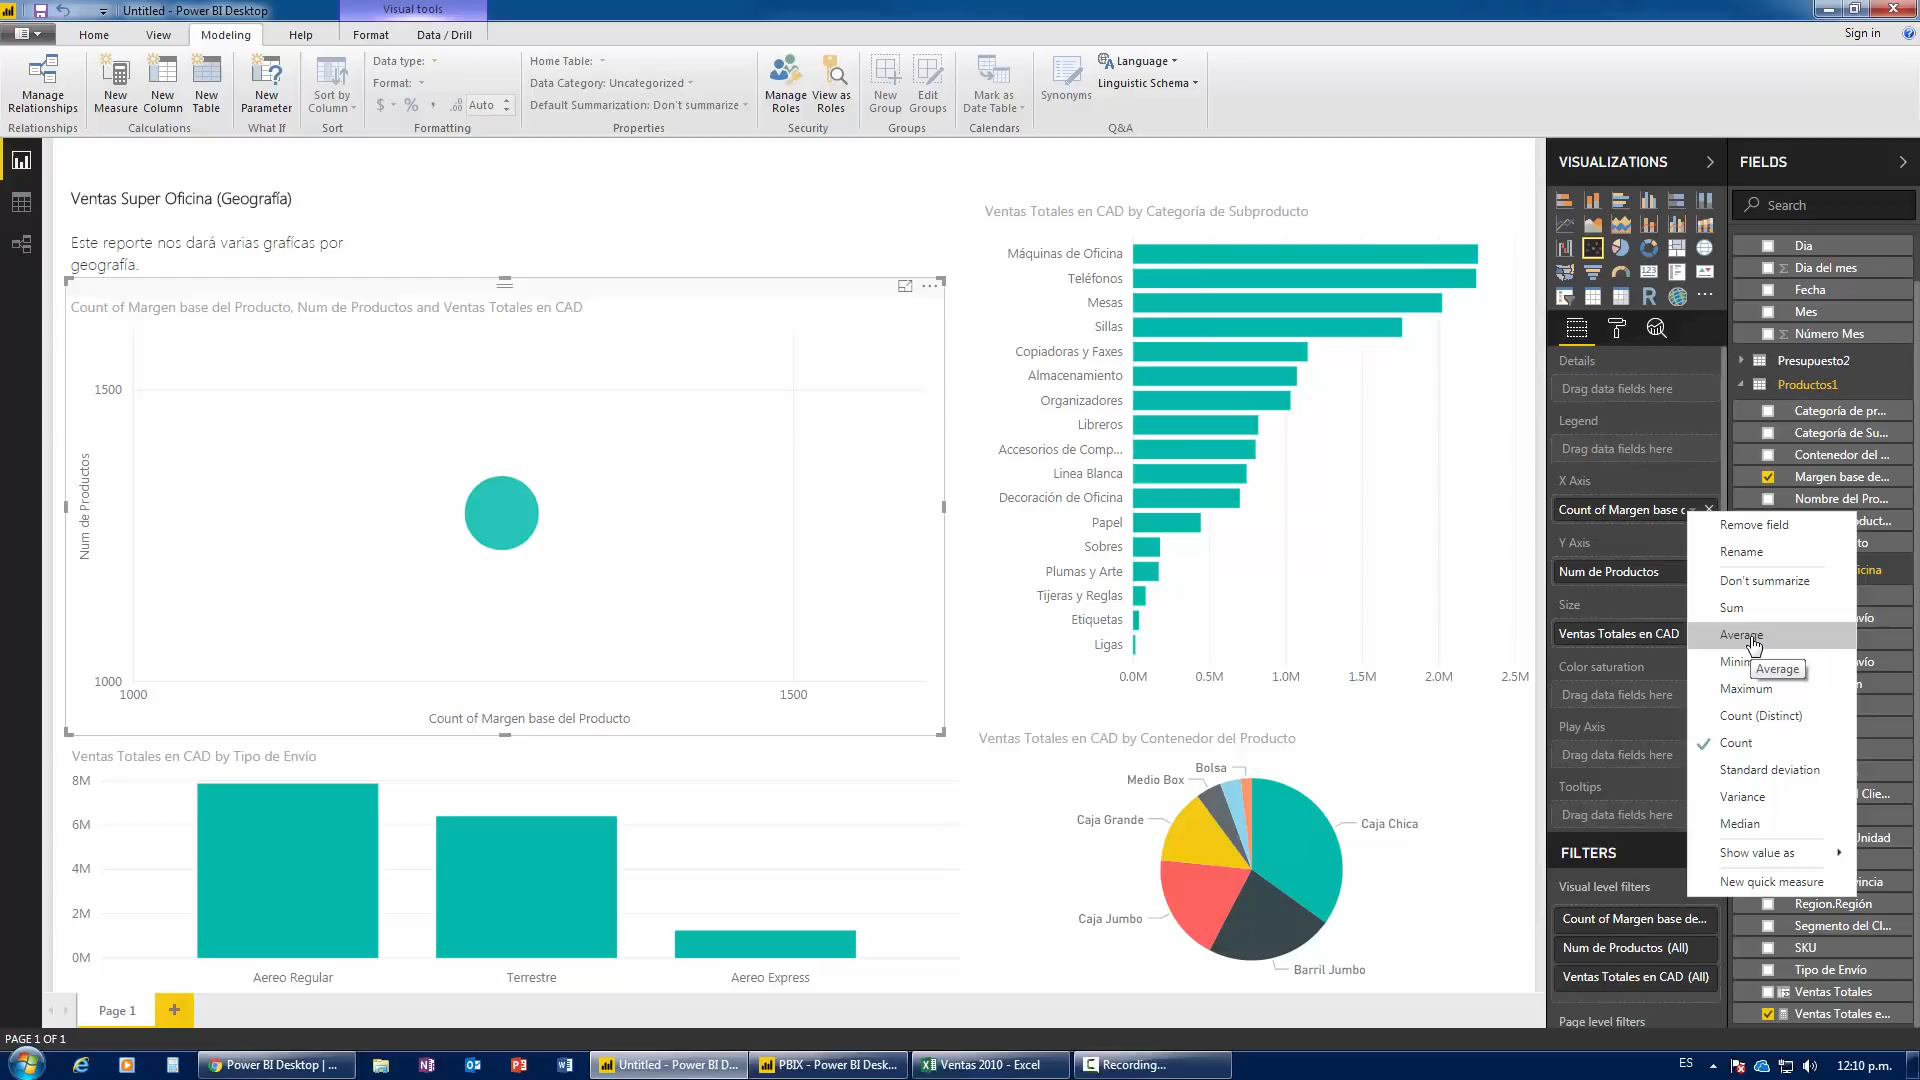 Untitled - Power BI Desktop
Visual tools
Home
View
Modeling
Help
Format
Data / Drill
Sign in
Manage Relationships
New Measure
New Column
New Table
New Parameter
Sort by Column
Data type:
Format:
$ % , .00 Auto
Home Table:
Data Category: Uncategorized
Default Summarization: Don't summarize
Manage Roles
View as Roles
New Group
Edit Groups
Mark as Date Table
Synonyms
Language
Linguistic Schema
Relationships
Calculations
What If
Sort
Formatting
Properties
Security
Groups
Calendars
Q&A
Ventas Super Oficina (Geografía)
Este reporte nos dará varias grafícas por
geografía.
Count of Margen base del Producto, Num de Productos and Ventas Totales en CAD
1500
Num de Productos
1000
1000
1500
Count of Margen base del Producto
Ventas Totales en CAD by Categoría de Subproducto
Máquinas de Oficina
Teléfonos
Mesas
Sillas
Copiadoras y Faxes
Almacenamiento
Organizadores
Libreros
Accesorios de Comp...
Linea Blanca
Decoración de Oficina
Papel
Sobres
Plumas y Arte
Tijeras y Reglas
Etiquetas
Ligas
0.0M
0.5M
1.0M
1.5M
2.0M
2.5M
Ventas Totales en CAD by Tipo de Envío
8M
6M
4M
2M
0M
Aereo Regular
Terrestre
Aereo Express
Ventas Totales en CAD by Contenedor del Producto
Bolsa
Medio Box
Caja Grande
Caja Chica
Caja Jumbo
Barril Jumbo
VISUALIZATIONS
R
Details
Drag data fields here
Legend
Drag data fields here
X Axis
Count of Margen base c
Y Axis
Num de Productos
Size
Ventas Totales en CAD
Color saturation
Drag data fields here
Play Axis
Drag data fields here
Tooltips
Drag data fields here
FILTERS
Visual level filters
Count of Margen base de...
Num de Productos (All)
Ventas Totales en CAD (All)
Page level filters
Remove field
Rename
Don't summarize
Sum
Average
Minim
Average
Maximum
Count (Distinct)
Count
Standard deviation
Variance
Median
Show value as
New quick measure
FIELDS
Search
Dia
Dia del mes
Fecha
Mes
Número Mes
Presupuesto2
Productos1
Categoría de pr...
Categoría de Su...
Contenedor del ...
Margen base de...
Nombre del Pro...
duct...
to
icina
vío
vío
n
l Clie...
Unidad
vincia
Region.Región
Segmento del Cl...
SKU
Tipo de Envío
Ventas Totales
Ventas Totales e...
Page 1
PAGE 1 OF 1
Power BI Desktop | ...
Untitled - Power BI D...
PBIX - Power BI Desk...
Ventas 2010 - Excel
Recording...
ES
12:10 p.m.